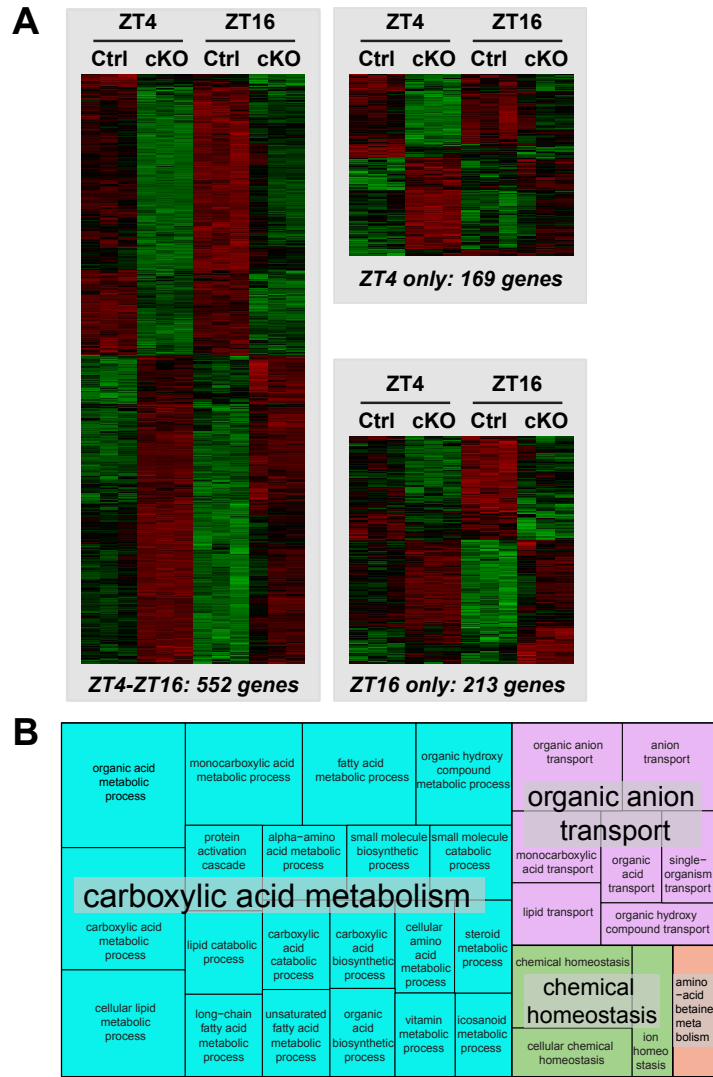 A
ZT4 ZT16
Ctrl cKO Ctrl cKO
ZT4-ZT16: 552 genes
ZT4 ZT16
Ctrl cKO Ctrl cKO
ZT4 only: 169 genes
ZT4 ZT16
Ctrl cKO Ctrl cKO
ZT16 only: 213 genes
B
organic acid
metabolic
process
carboxylic acid
metabolic process
cellular lipid
metabolic process
monocarboxylic acid
metabolic process
fatty acid
metabolic process
organic hydroxy
compound
metabolic process
protein
activation
cascade
alpha−amino
acid metabolic
process
small molecule
biosynthetic
process
small molecule
catabolic
process
carboxylic acid metabolism
lipid catabolic
process
carboxylic
acid catabolic
process
carboxylic acid
biosynthetic
process
cellular
amino acid
metabolic
process
steroid
metabolic
process
long−chain
fatty acid
metabolic
process
unsaturated
fatty acid
metabolic
process
organic
acid
biosynthetic
process
vitamin
metabolic
process
icosanoid
metabolic
process
organic anion
transport
anion
transport
organic anion
transport
monocarboxylic
acid transport
organic
acid
transport
single−
organism
transport
lipid transport
organic hydroxy
compound transport
chemical homeostasis
chemical
homeostasis
cellular chemical
homeostasis
ion
homeo
stasis
amino
−acid
betaine
meta
bolism